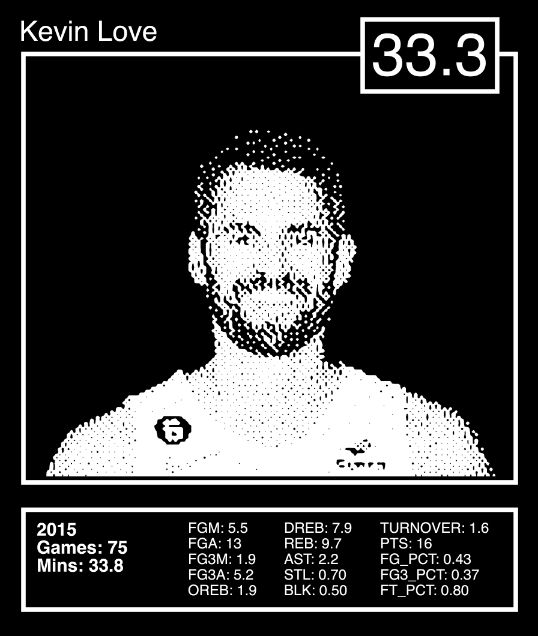 Kevin Love
33.3
2015
Games: 75
Mins: 33.8
FGM: 5.5
FGA: 13
FG3M: 1.9
FG3A: 5.2
OREB: 1.9
DREB: 7.9
REB: 9.7
AST: 2.2
STL: 0.70
BLK: 0.50
TURNOVER: 1.6
PTS: 16
FG_PCT: 0.43
FG3_PCT: 0.37
FT_PCT: 0.80